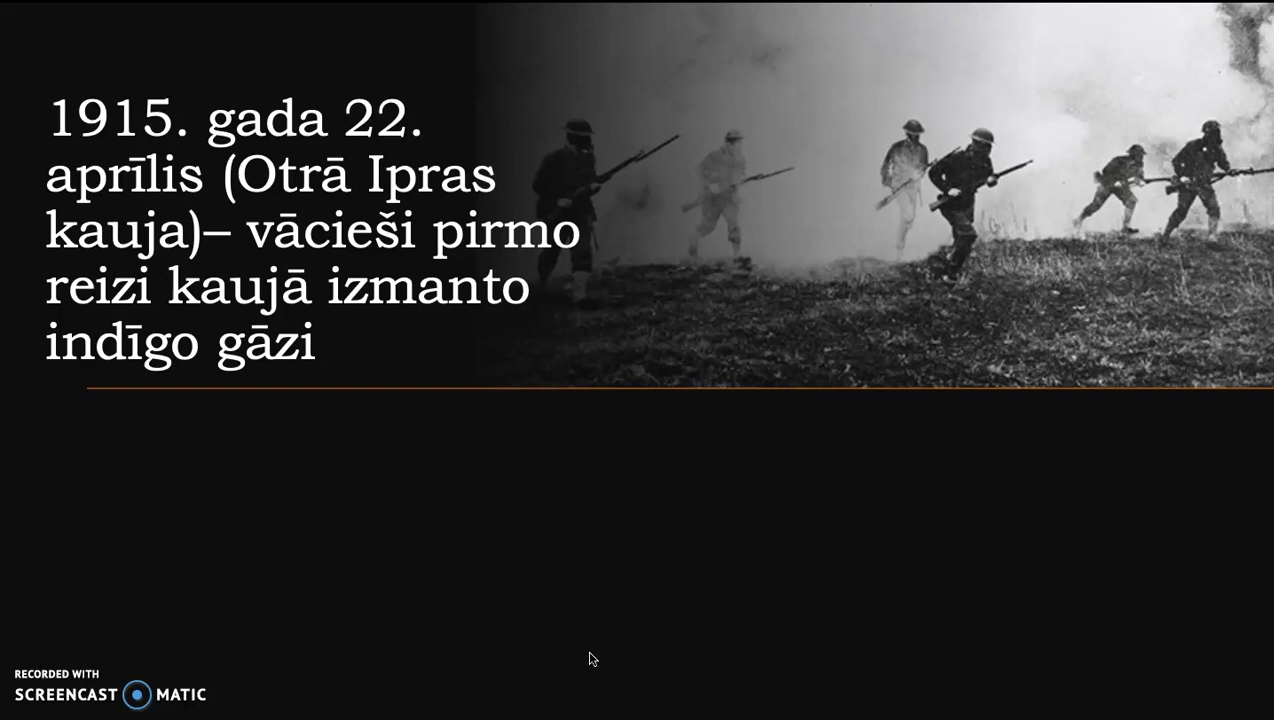 1915. gada 22.
aprīlis (Otrā Ipras
kauja)– vācieši pirmo
reizi kaujā izmanto
indīgo gāzi
RECORDED WITH
SCREENCAST MATIC